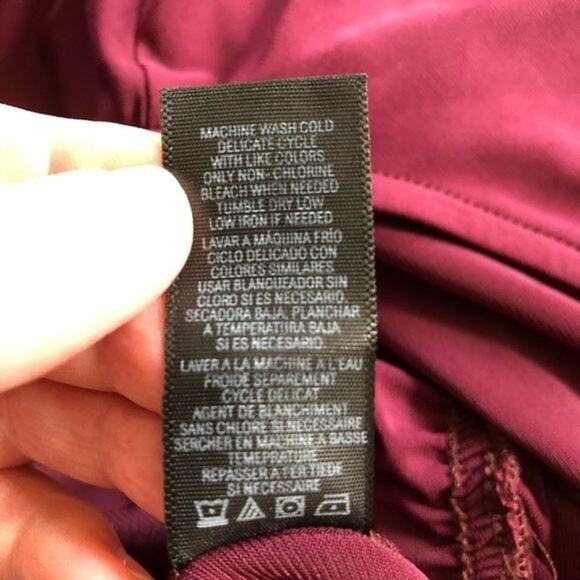 MACHINE WASH COLD
DELICATE CYCLE
WITH LIKE COLORS
ONLY NON- CHLORINE
BLEACH WHEN NEEDED
TUMBLE DRY LOW
LOW IRON IF NEEDED
LAVAR A MÁQUINA FRÍO
CICLO DELICADO CON
COLORES SIMILARES
USAR BLANQUEADOR SIN
CLORO SI ES NECESARIO,
SECADORA BAJA, PLANCHAR
A TEMPERATURA BAJA
SI ES NECESARIO.
LAVER A LA MACHINE A L'EAU
FROIDE SEPAREMENT
CYCLE DELICAT
AGENT DE BLANCHIMENT
SANS CHLORE SI NECESSAIRE
SERCHER EN MACHINE A BASSE
TEMEPRATURE
REPASSER A FER TIEDE
SI NECESSAIRE